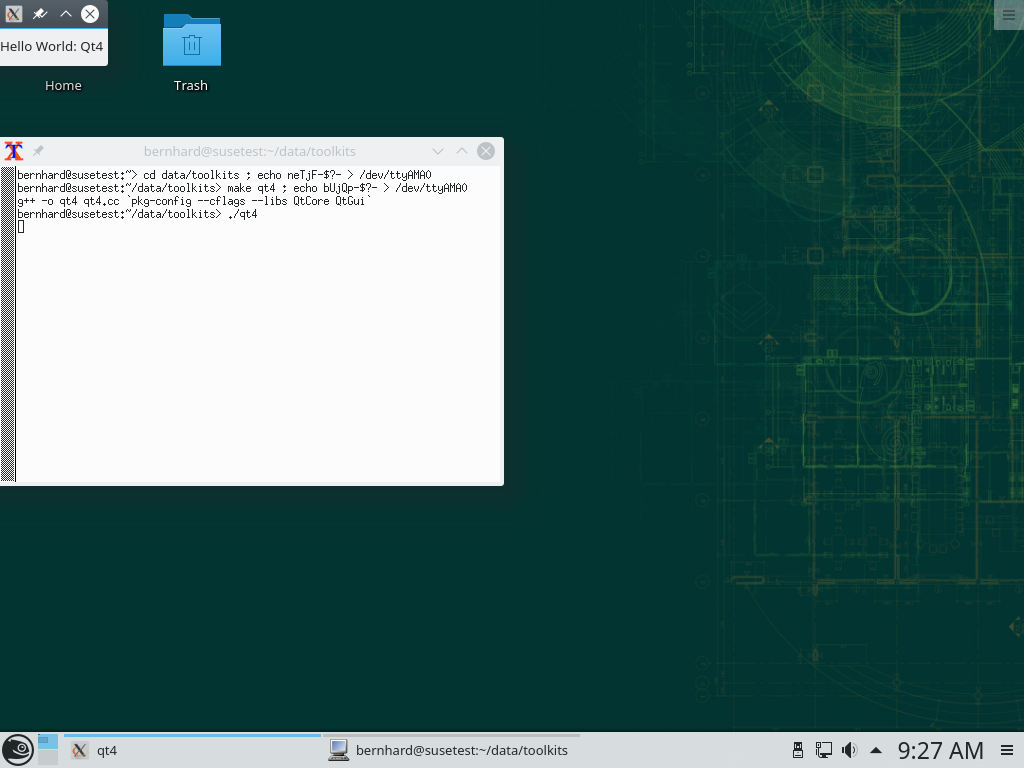 Hello World: Qt4
Home
Trash
bernhard@susetest:~/data/toolkits
bernhard@susetest:~> cd data/toolkits ; echo neTjF-$?- > /dev/ttyAMA0
bernhard@susetest:~/data/toolkits> make qt4 ; echo bUjQp-$?- > /dev/ttyAMA0
g++ -o qt4 qt4.cc `pkg-config --cflags --libs QtCore QtGui`
bernhard@susetest:~/data/toolkits> ./qt4
qt4
bernhard@susetest:~/data/toolkits
9:27 AM